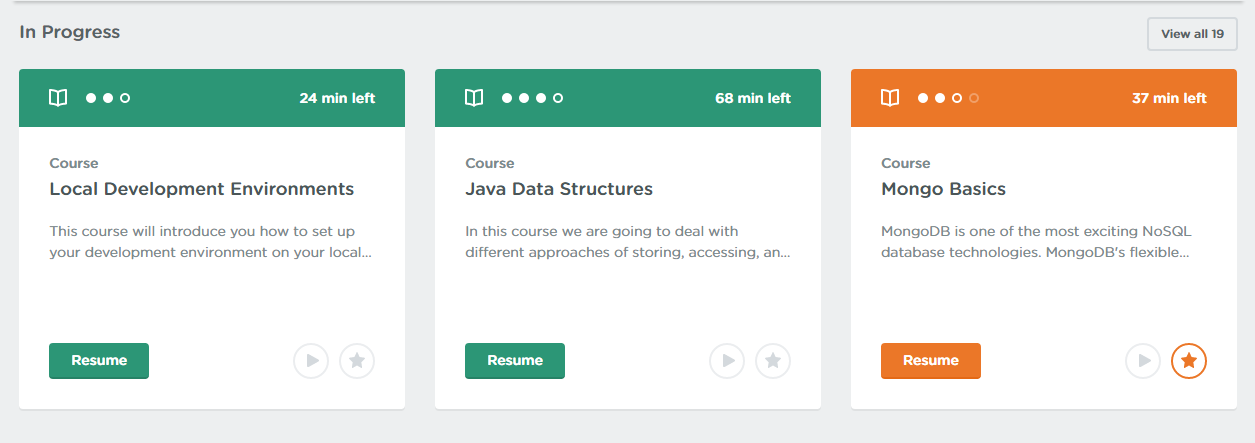 In Progress
View all 19
24 min left
Course
Local Development Environments
This course will introduce you how to set up
your development environment on your local...
Resume
68 min left
Course
Java Data Structures
In this course we are going to deal with
different approaches of storing, accessing, an...
Resume
37 min left
Course
Mongo Basics
MongoDB is one of the most exciting NoSQL
database technologies. MongoDB's flexible...
Resume